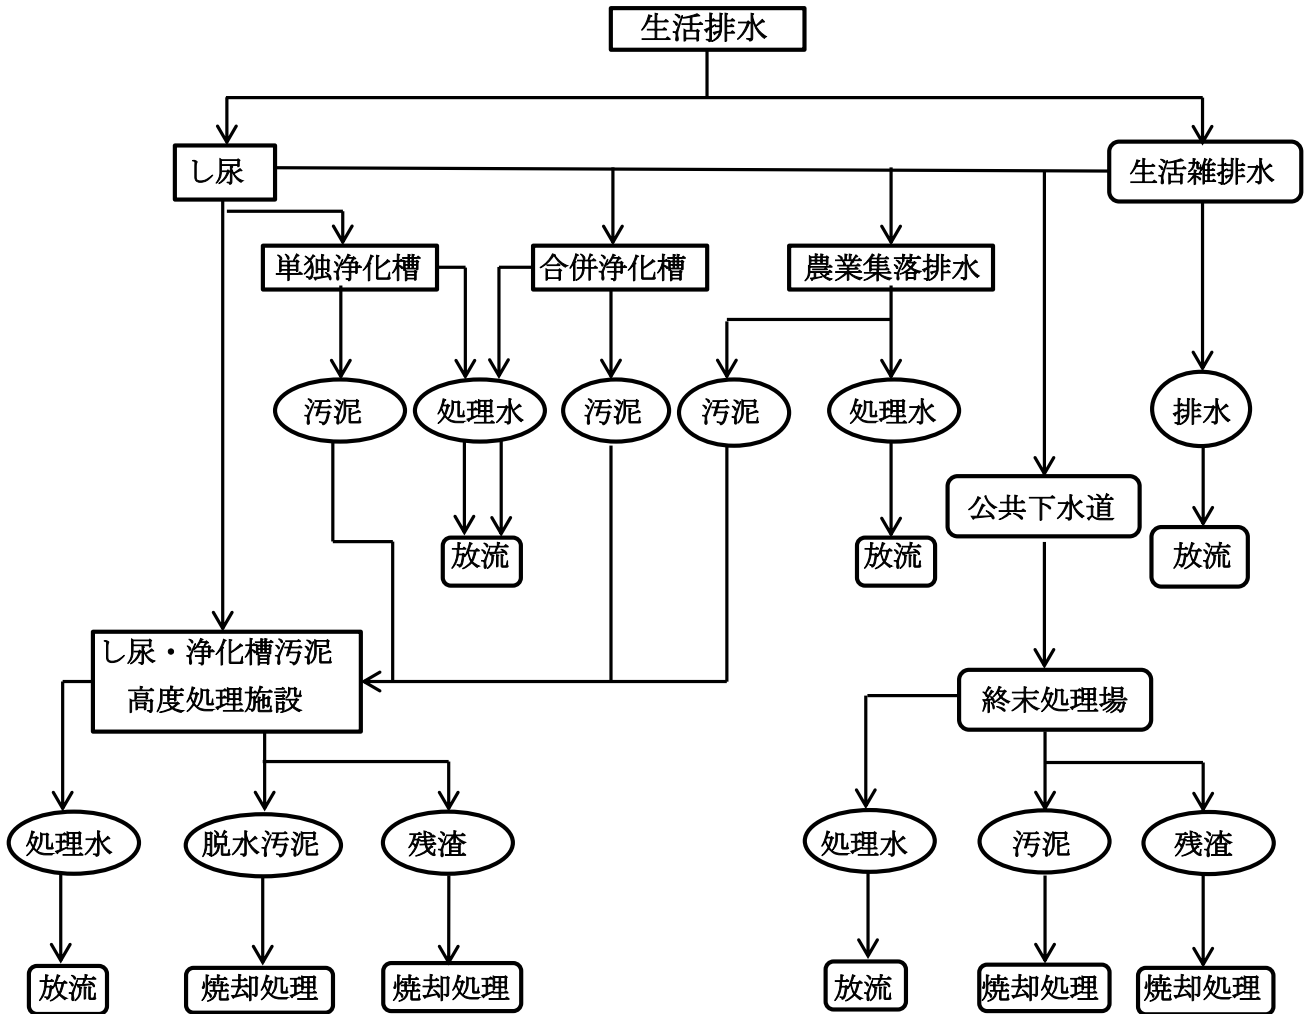 生活排水
し尿
生活雑排水
単独浄化槽
合併浄化槽
農業集落排水
汚泥
処理水
汚泥
汚泥
処理水
排水
公共下水道
放流
放流
放流
し尿・浄化槽汚泥
高度処理施設
終末処理場
処理水
脱水汚泥
残渣
処理水
汚泥
残渣
放流
焼却処理
焼却処理
放流
焼却処理
焼却処理